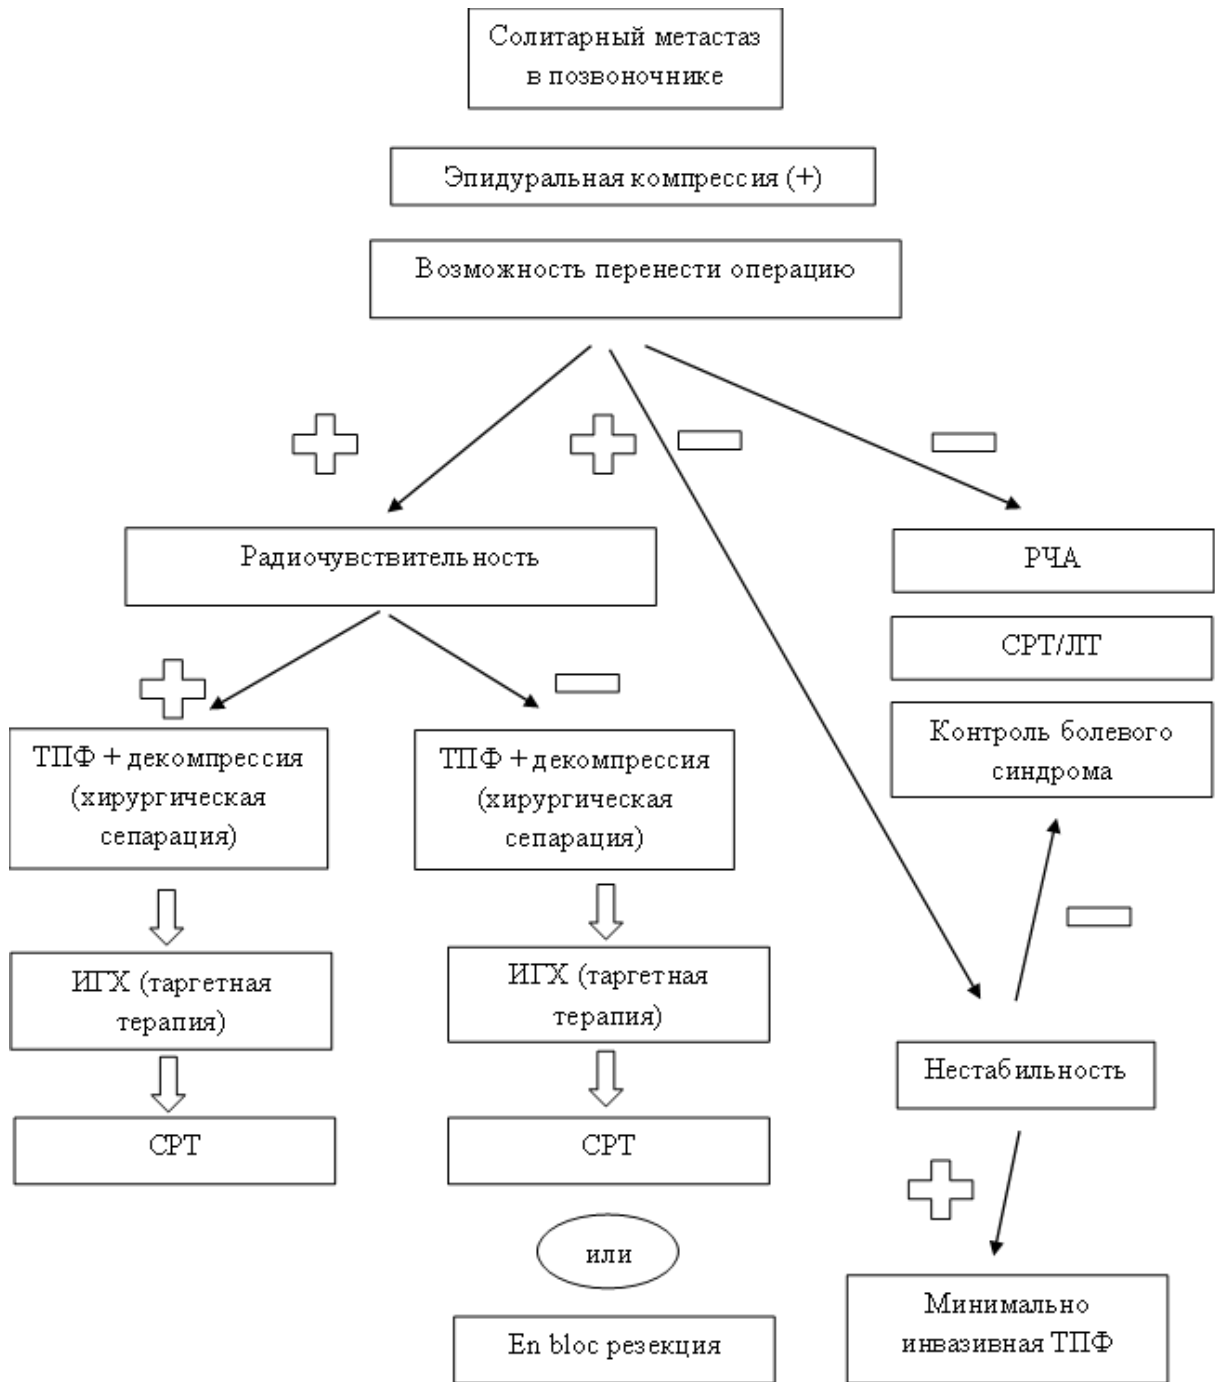 Солитарный метастаз
в позвоночнике
Эпидуральная компрессия (+)
Возможность перенести операцию
Радиочувствительность
РЧА
СРТ/ЛТ
Контроль болевого
синдрома
ТПФ + декомпрессия
(хирургическая
сепарация)
ТПФ + декомпрессия
(хирургическая
сепарация)
ИГХ (таргетная
терапия)
ИГХ (таргетная
терапия)
Нестабильность
СРТ
СРТ
или
En bloc резекция
Минимально
инвазивная ТПФ